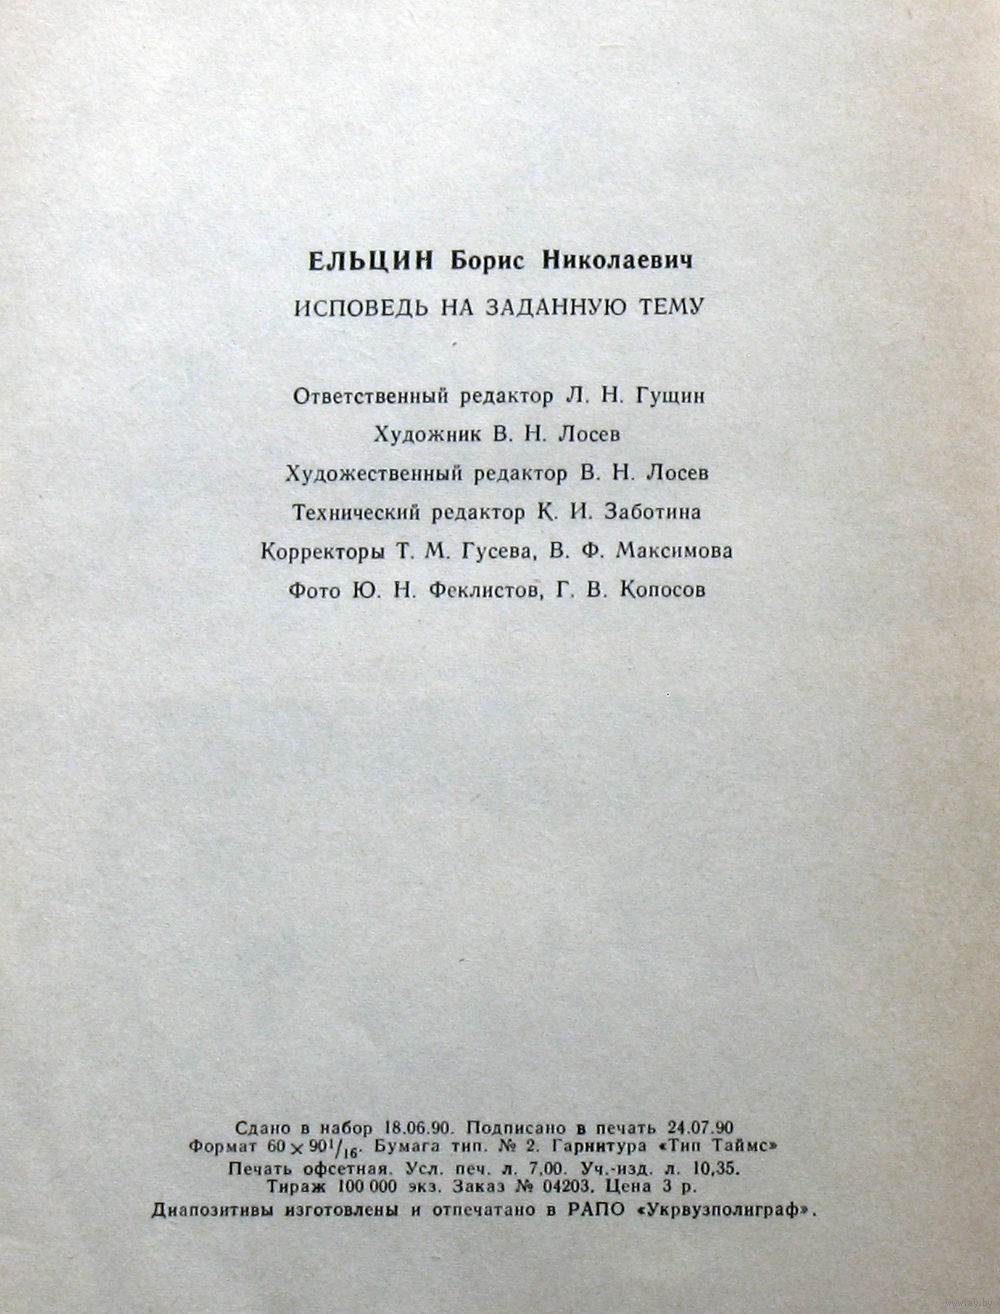 ЕЛЬЦИН Борис Николаевич
ИСПОВЕДЬ НА ЗАДАННУЮ ТЕМУ
Ответственный редактор Л. Н. Гущин
Художник В. Н. Лосев
Художественный редактор В. Н. Лосев
Технический редактор К. И. Заботина
Корректоры Т. М. Гусева, В. Ф. Максимова
Фото Ю. Н. Феклистов, Г. В. Копосов
Сдано в набор 18.06.90. Подписано в печать 24.07.90
Формат 60×90¹/₁₆. Бумага тип. № 2. Гарнитура «Тип Таймс»
Печать офсетная. Усл. печ. л. 7,00. Уч.-изд. л. 10,35.
Тираж 100 000 экз. Заказ № 04203. Цена 3 р.
Диапозитивы изготовлены и отпечатано в РАПО «Укрвузполиграф».